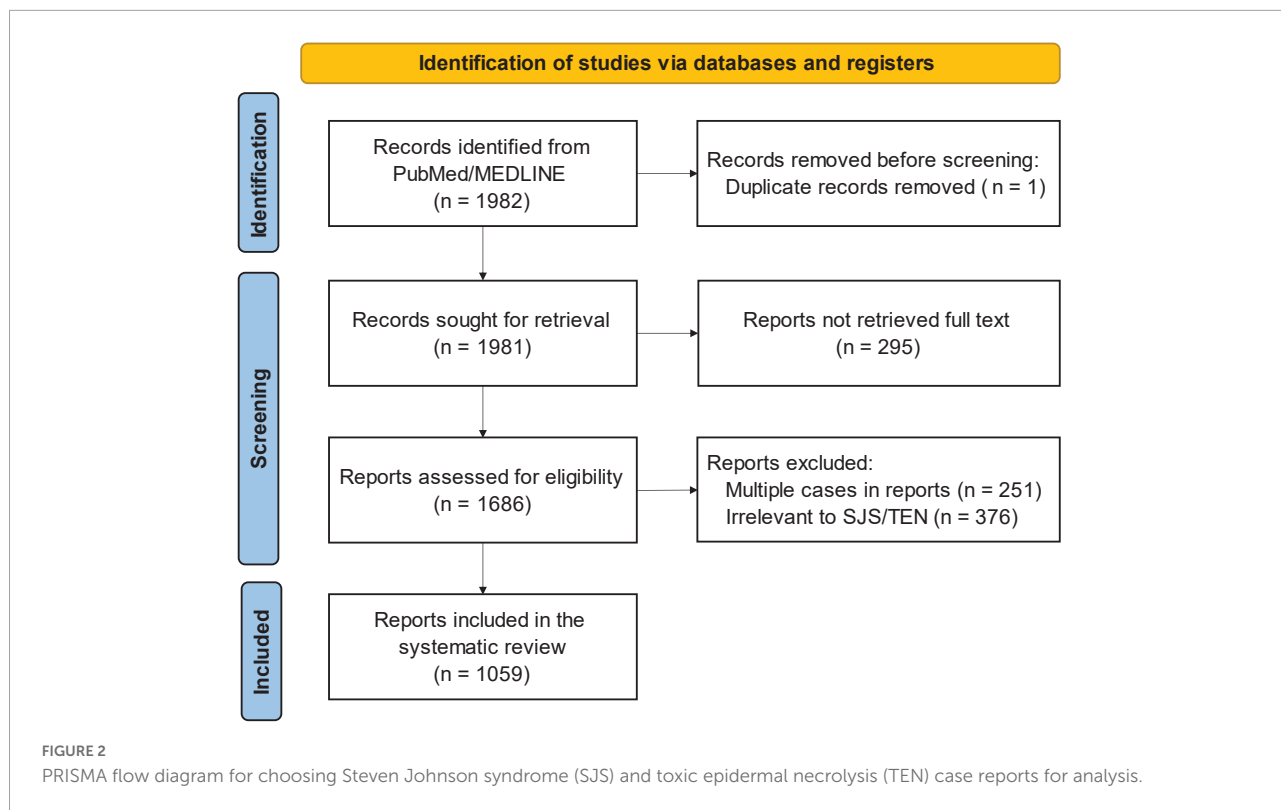 Identification of studies via databases and registers
Identification
Records identified from
PubMed/MEDLINE
(n = 1982)
Records removed before screening:
Duplicate records removed ( n = 1)
Screening
Records sought for retrieval
(n = 1981)
Reports not retrieved full text
(n = 295)
Reports assessed for eligibility
(n = 1686)
Reports excluded:
Multiple cases in reports (n = 251)
Irrelevant to SJS/TEN (n = 376)
Included
Reports included in the
systematic review
(n = 1059)
FIGURE 2
PRISMA flow diagram for choosing Steven Johnson syndrome (SJS) and toxic epidermal necrolysis (TEN) case reports for analysis.